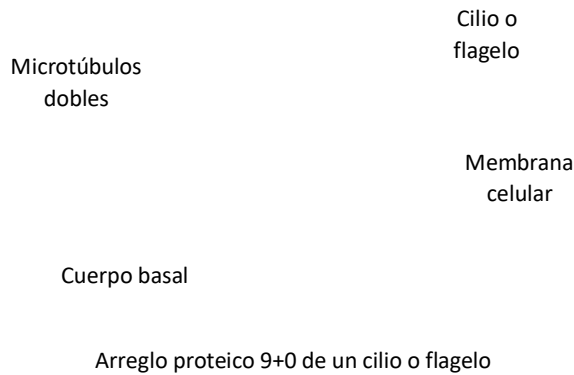 Cilio o
flagelo
Microtúbulos
dobles
Membrana
celular
Cuerpo basal
Arreglo proteico 9+0 de un cilio o flagelo